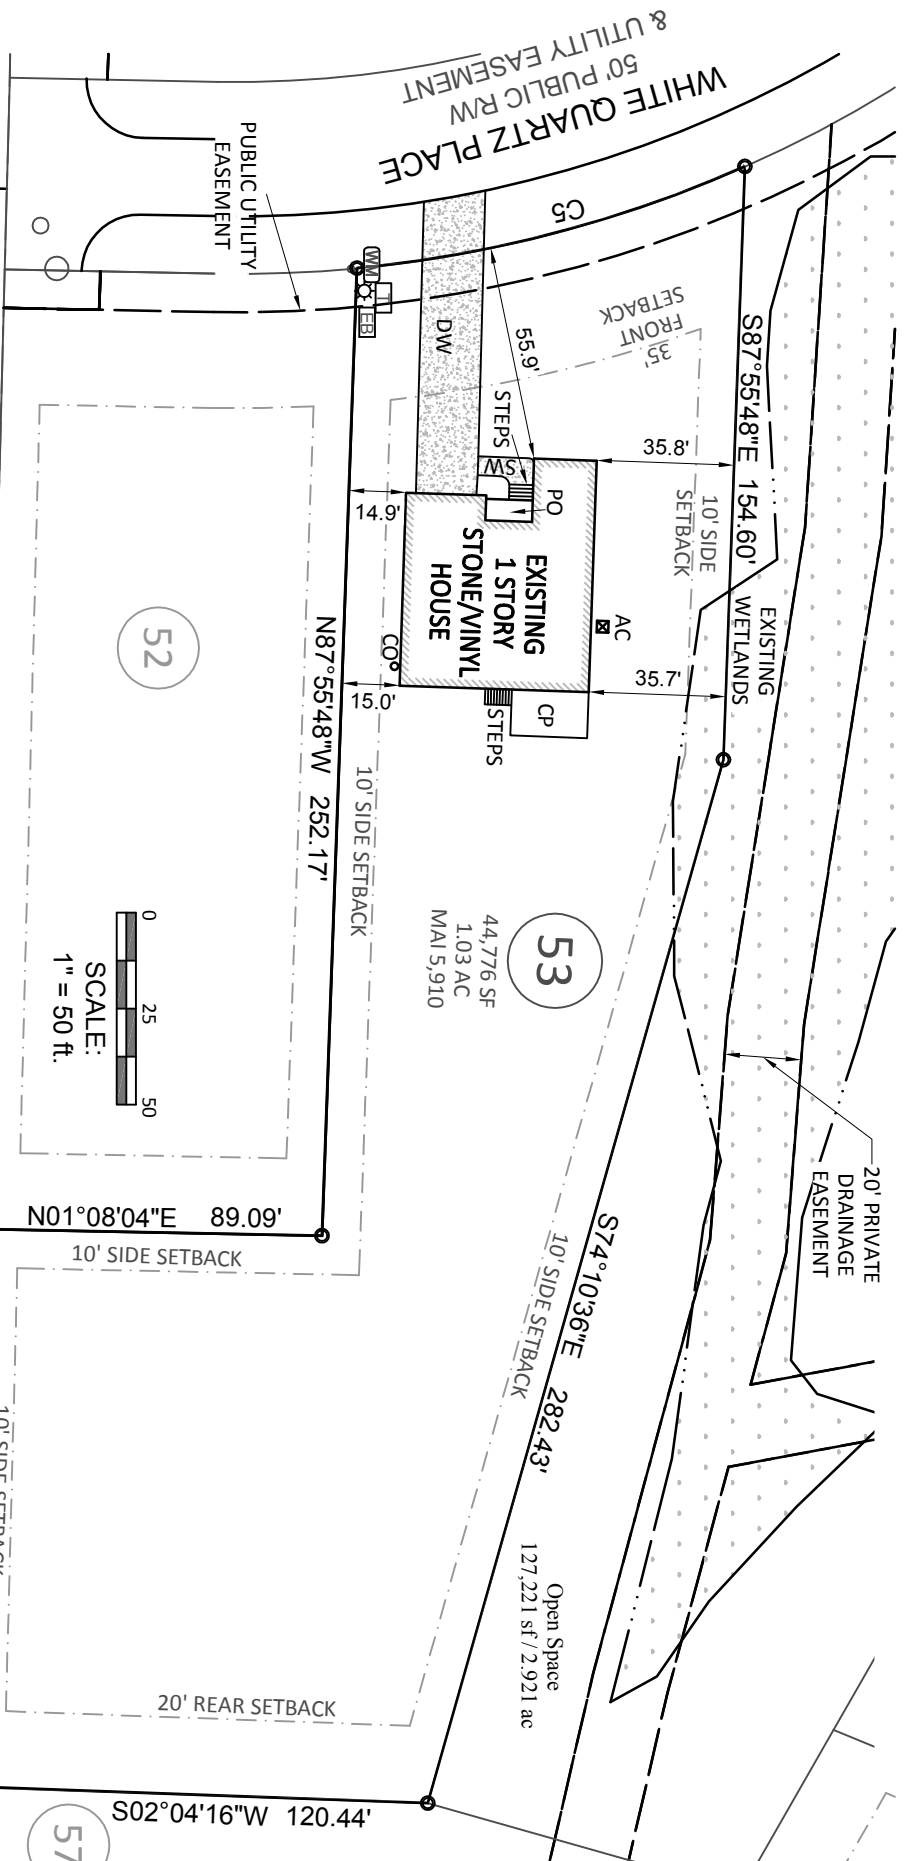 WHITE QUARTZ PLACE
50' PUBLIC R/W
& UTILITY EASEMENT
PUBLIC UTILITY
EASEMENT
C5
WM
T
EB
DW
55.9'
35'
FRONT
SETBACK
S87°55'48"E 154.60'
35.8'
10' SIDE
SETBACK
STEPS
SW
PO
14.9'
EXISTING
1 STORY
STONE/VINYL
HOUSE
AC
EXISTING
WETLANDS
35.7'
CO
15.0'
STEPS
CP
52
N87°55'48"W 252.17'
10' SIDE SETBACK
53
44,776 SF
1.03 AC
MAI 5,910
0 25 50
SCALE:
1" = 50 ft.
20' PRIVATE
DRAINAGE
EASEMENT
N01°08'04"E 89.09'
10' SIDE SETBACK
S74°10'36"E 282.43'
10' SIDE SETBACK
10' SIDE SETBACK
Open Space
127,221 sf / 2.921 ac
20' REAR SETBACK
S02°04'16"W 120.44'
57